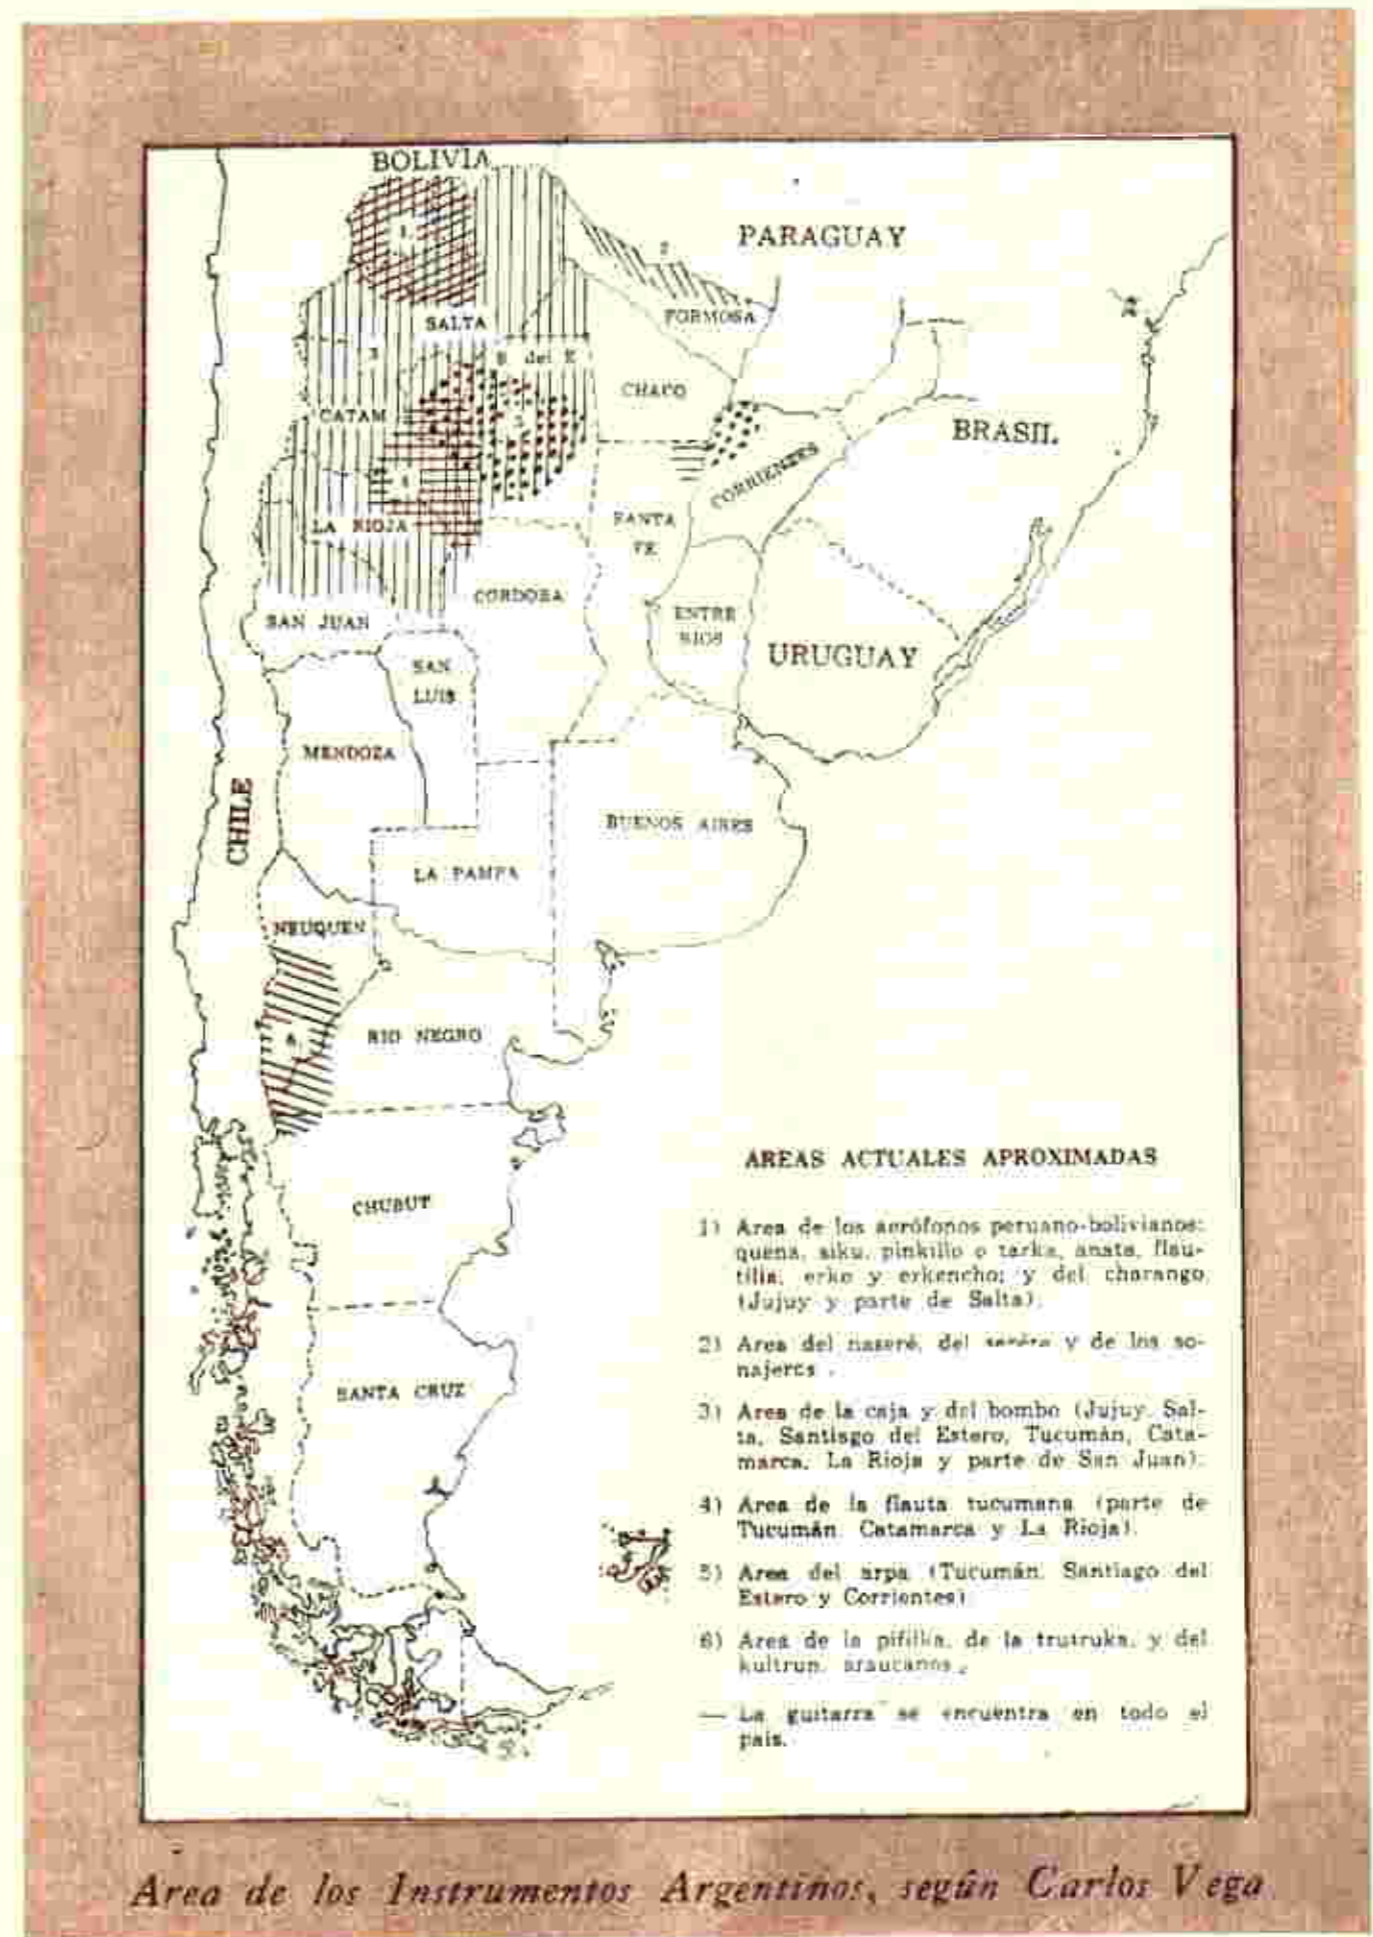 BOLIVIA
1
2
PARAGUAY
SALTA
FORMOSA
3
S del E
CHACO
CATAM
5
BRASIL
CORRIENTES
4
LA RIOJA
SANTA
FE
CORDOBA
SAN JUAN
ENTRE
RIOS
URUGUAY
SAN
LUIS
MENDOZA
CHILE
BUENOS AIRES
LA PAMPA
NEUQUEN
6
RIO NEGRO
CHUBUT
SANTA CRUZ
AREAS ACTUALES APROXIMADAS
1) Area de los aerófonos peruano-bolivianos:
quena, siku, pinkillo o tarka, anata, flau-
tilla, erke y erkencho; y del charango
(Jujuy y parte de Salta).
2) Area del naseré, del y de los so-
najeros .
3) Area de la caja y del bombo (Jujuy, Sal-
ta, Santiago del Estero, Tucumán, Cata-
marca, La Rioja y parte de San Juan).
4) Area de la flauta tucumana (parte de
Tucumán, Catamarca y La Rioja).
5) Area del arpa (Tucumán, Santiago del
Estero y Corrientes)
6) Area de la pifilka, de la trutruka, y del
kultrun, araucanos.
— La guitarra se encuentra en todo el
país.
Area de los Instrumentos Argentinos, según Carlos Vega